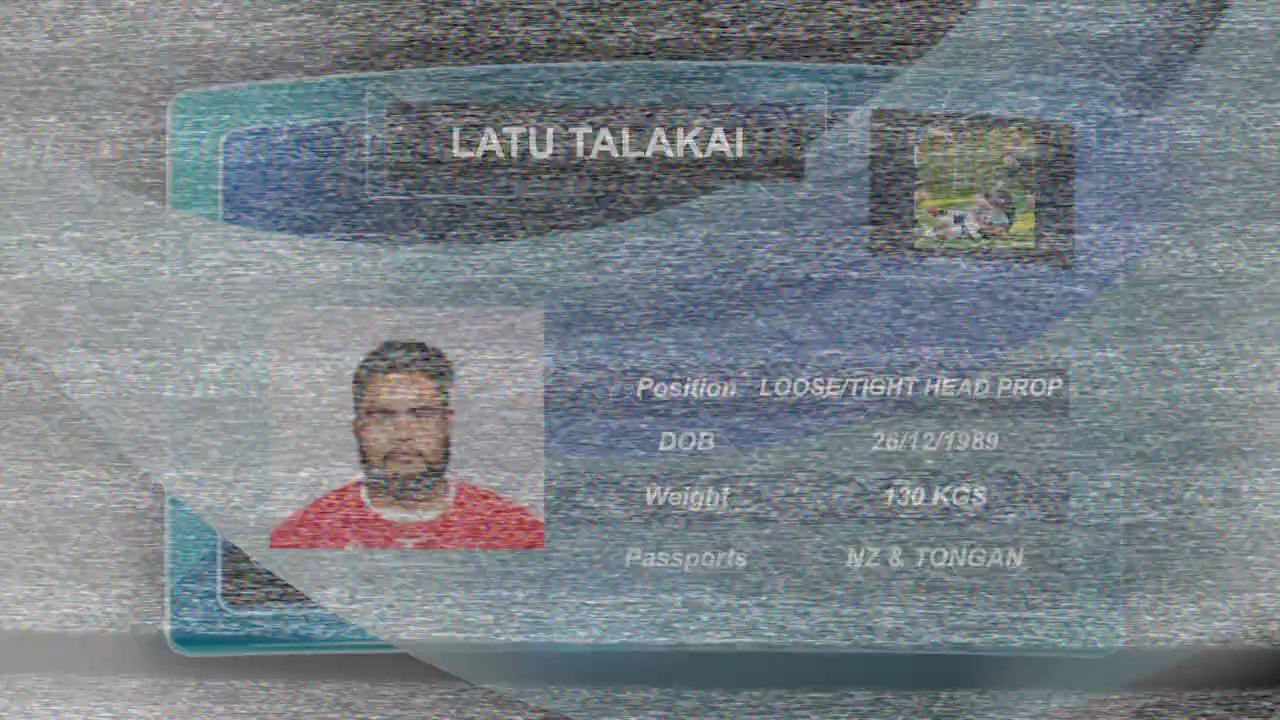 LATU TALAKAI
Position LOOSE/TIGHT HEAD PROP
DOB 26/12/1989
Weight 130 KGS
Passports NZ & TONGAN